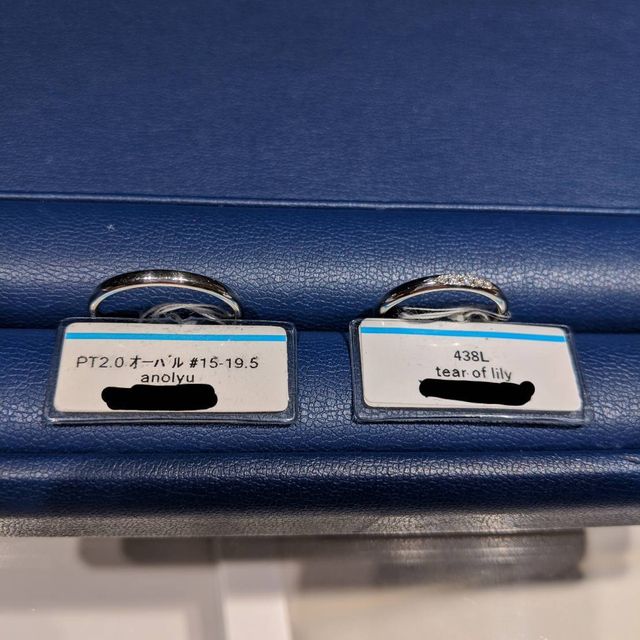 PT2.0 オーバル #15-19.5
anolyu
438L
tear of lily